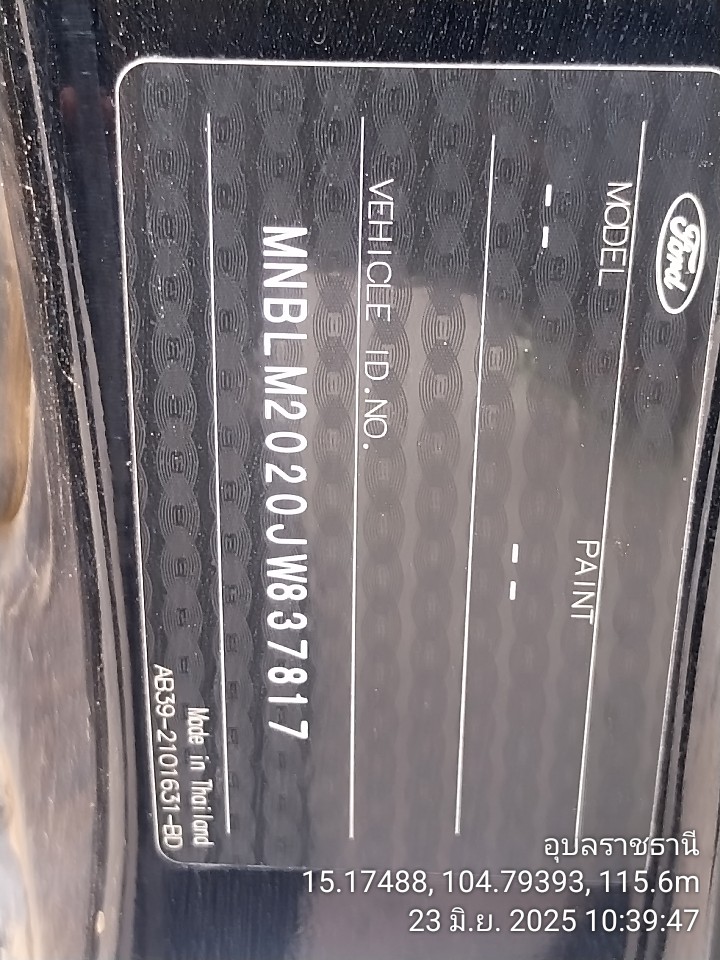 Ford
MODEL PAINT
-- --
VEHICLE ID.NO.
MNBLM2020JW837817
Made in Thailand
AB39-2101631-BD
อุบลราชธานี
15.17488, 104.79393, 115.6m
23 มิ.ย. 2025 10:39:47